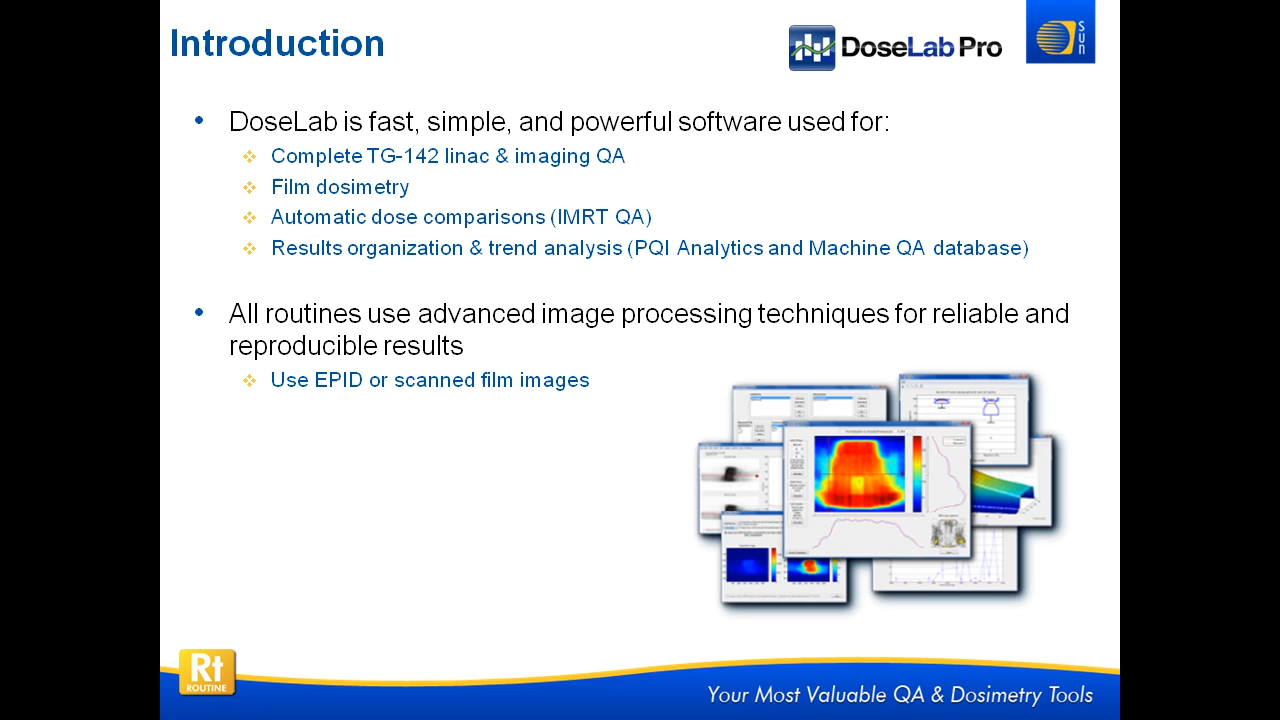 Introduction
DoseLab Pro
sun
DoseLab is fast, simple, and powerful software used for:
Complete TG-142 linac & imaging QA
Film dosimetry
Automatic dose comparisons (IMRT QA)
Results organization & trend analysis (PQI Analytics and Machine QA database)
All routines use advanced image processing techniques for reliable and
reproducible results
Use EPID or scanned film images
Rt
ROUTINE
Your Most Valuable QA & Dosimetry Tools